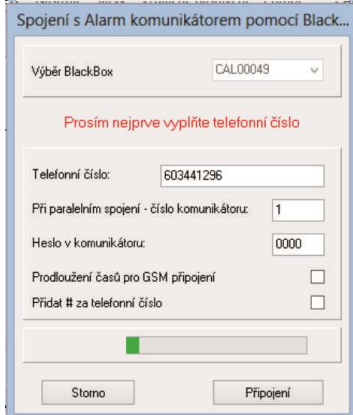 Spojení s Alarm komunikátorem pomocí Black...
Výběr BlackBox CAL00049
Prosím nejprve vyplňte telefonní číslo
Telefonní číslo: 603441296
Při paralelním spojení - číslo komunikátoru: 1
Heslo v komunikátoru: 0000
Prodloužení časů pro GSM připojení
Přidat # za telefonní číslo
Storno Připojení